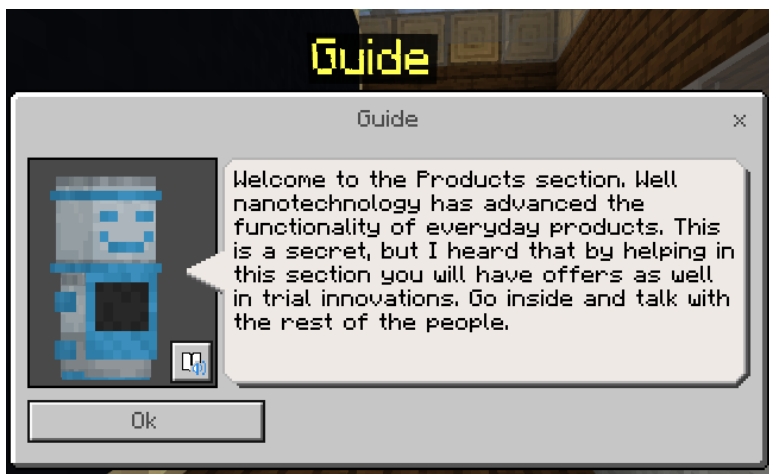 Guide
Guide
x
Welcome to the Products section. Well
nanotechnology has advanced the
functionality of everyday products. This
is a secret, but I heard that by helping in
this section you will have offers as well
in trial innovations. Go inside and talk with
the rest of the people.
Ok